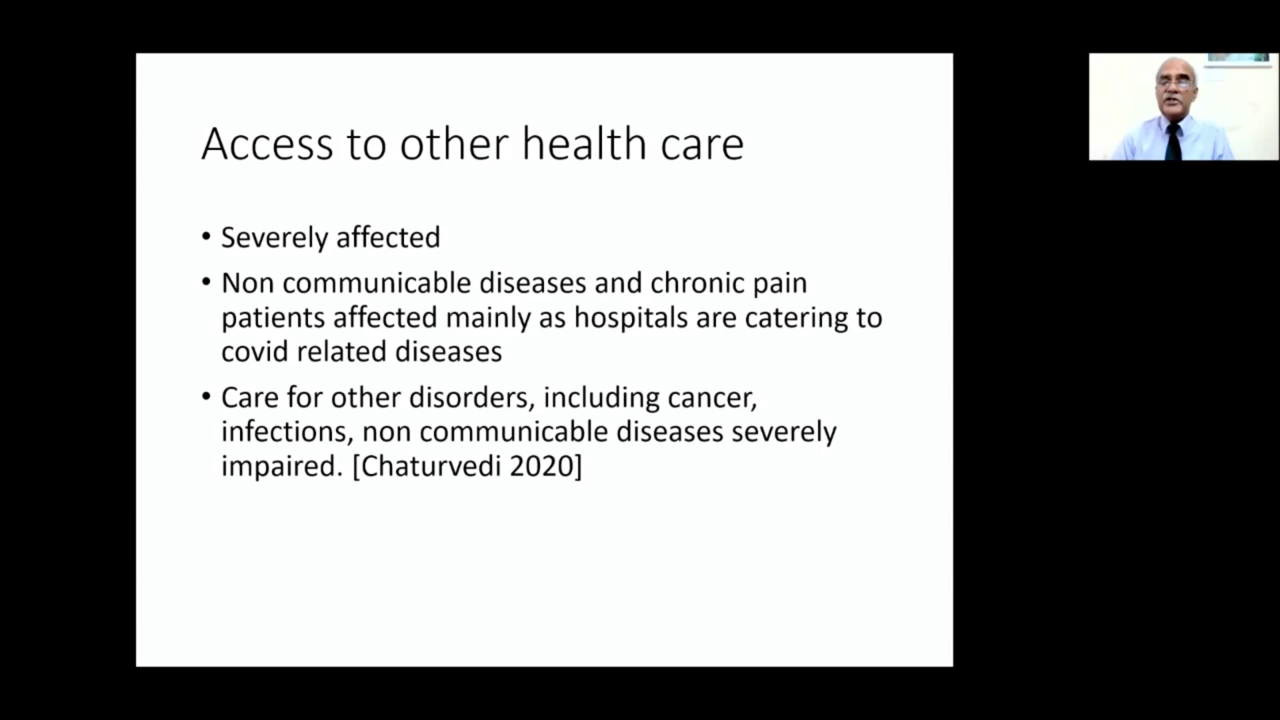 Access to other health care
• Severely affected
• Non communicable diseases and chronic pain
patients affected mainly as hospitals are catering to
covid related diseases
• Care for other disorders, including cancer,
infections, non communicable diseases severely
impaired. [Chaturvedi 2020]